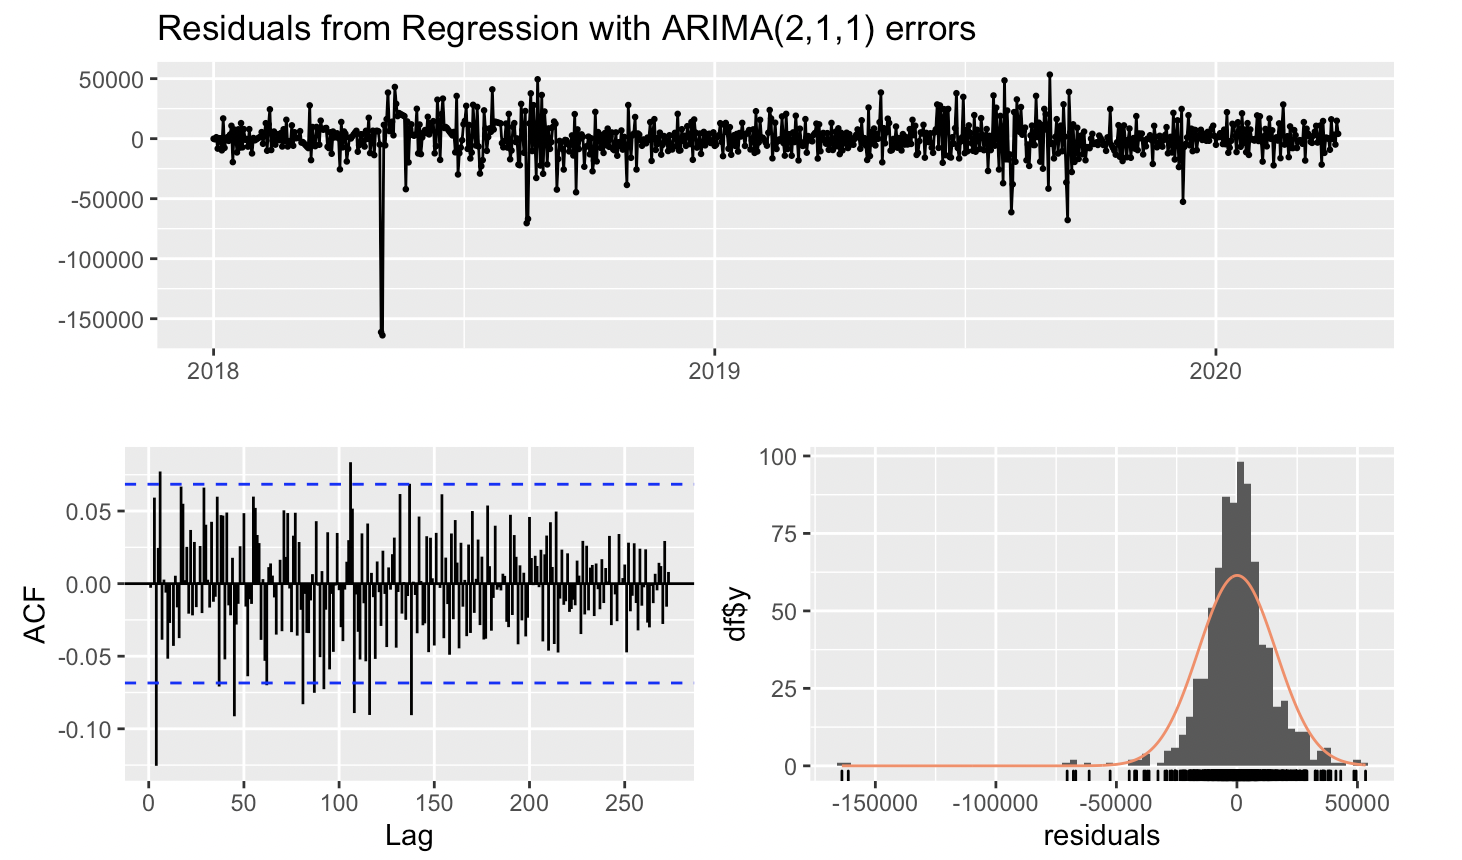 Residuals from Regression with ARIMA(2,1,1) errors
50000
0
-50000
-100000
-150000
2018 2019 2020
ACF
0.05
0.00
-0.05
-0.10
0 50 100 150 200 250
Lag
df$y
100
75
50
25
0
-150000 -100000 -50000 0 50000
residuals